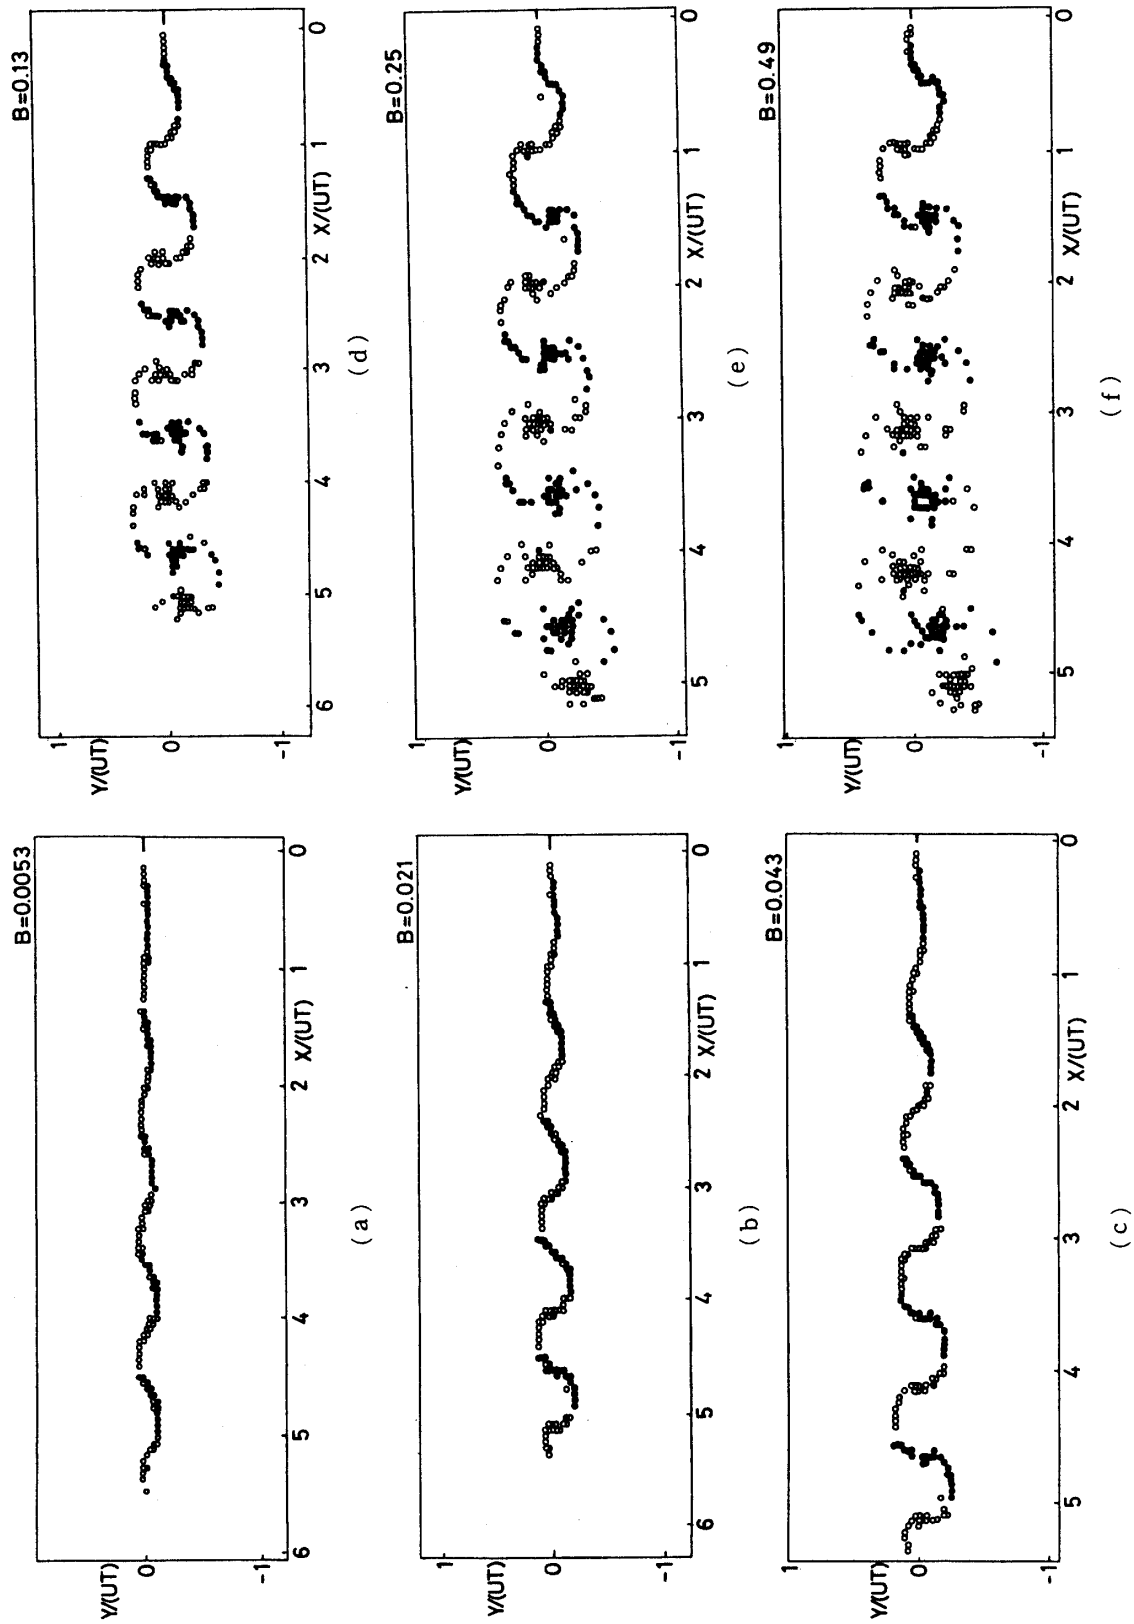 B=0.0053
Y/(UT)
0
-1
6 5 4 3 2 X/(UT) 1 0
(a)
B=0.13
1
Y/(UT)
0
-1
6 5 4 3 2 X/(UT) 1 0
(d)
B=0.021
1
Y/(UT)
0
-1
6 5 4 3 2 X/(UT) 1 0
(b)
B=0.25
1
Y/(UT)
0
-1
5 4 3 2 X/(UT) 1 0
(e)
B=0.043
1
Y/(UT)
0
-1
5 4 3 2 X/(UT) 1 0
(c)
B=0.49
1
Y/(UT)
0
-1
5 4 3 2 X/(UT) 1 0
(f)